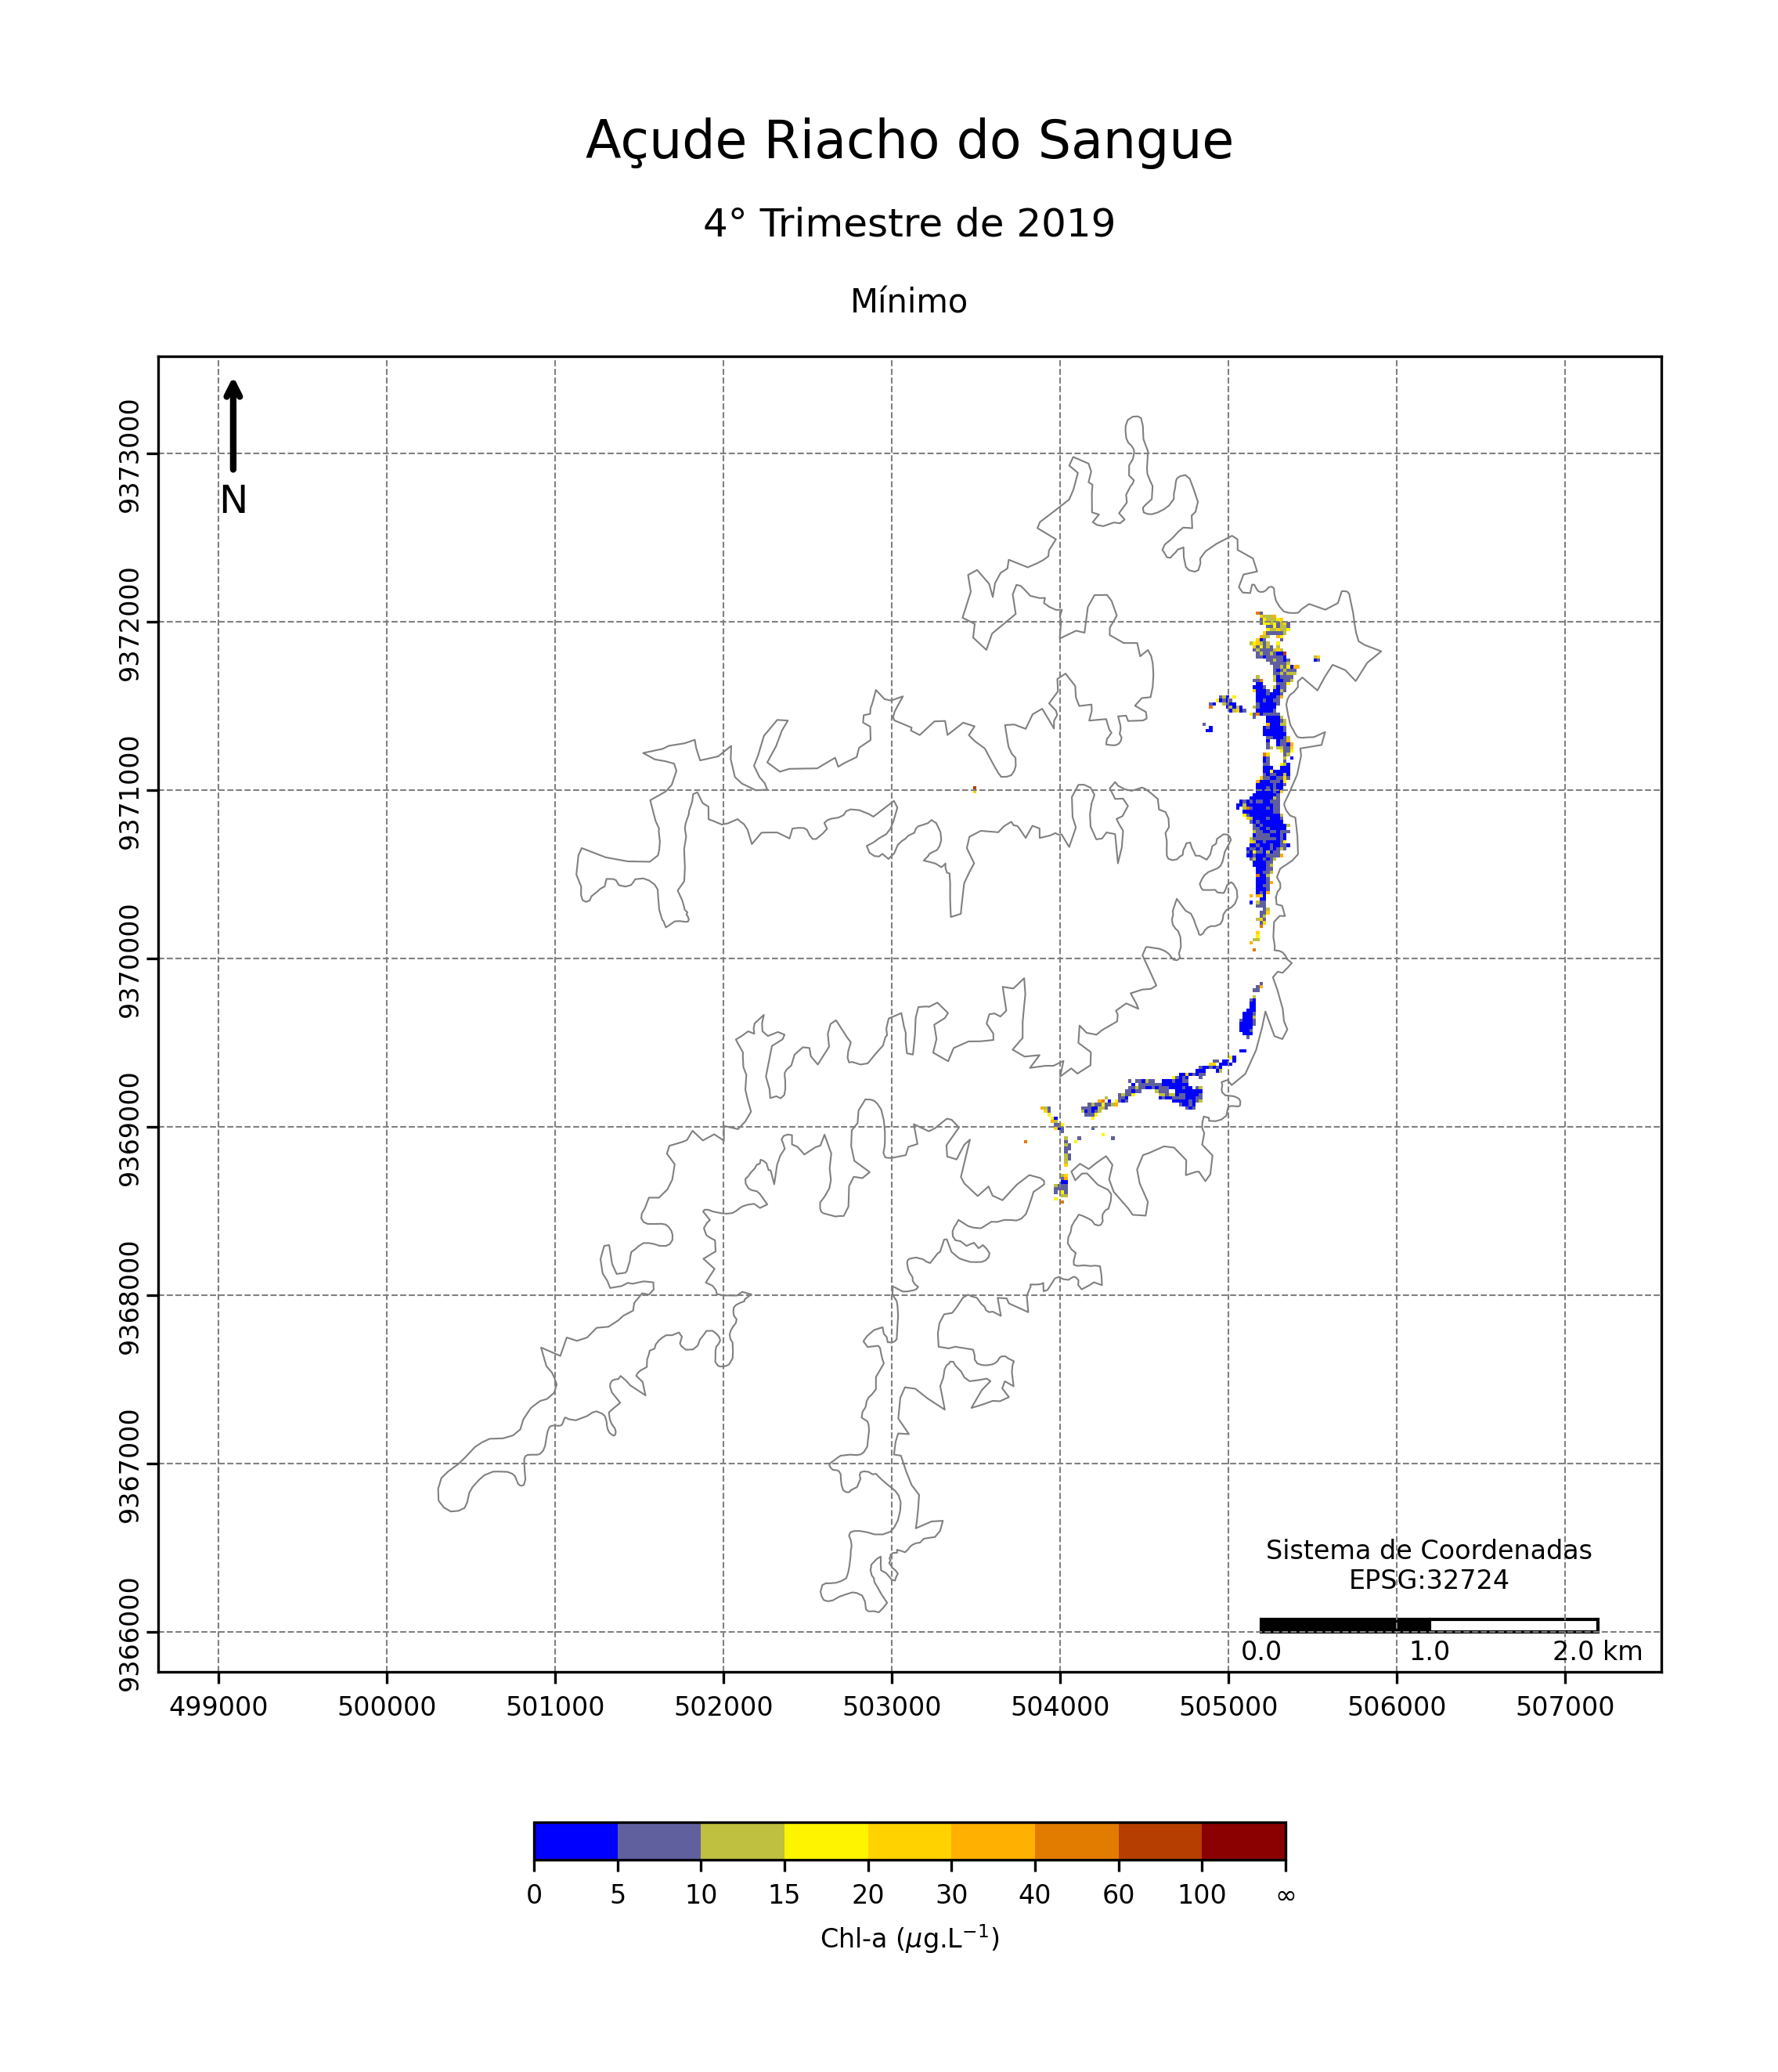 Açude Riacho do Sangue
4° Trimestre de 2019
Mínimo
N
9373000
9372000
9371000
9370000
9369000
9368000
9367000
9366000
Sistema de Coordenadas
EPSG:32724
0.0 1.0 2.0 km
499000 500000 501000 502000 503000 504000 505000 506000 507000
0 5 10 15 20 30 40 60 100 ∞
Chl-a (μg.L⁻¹)